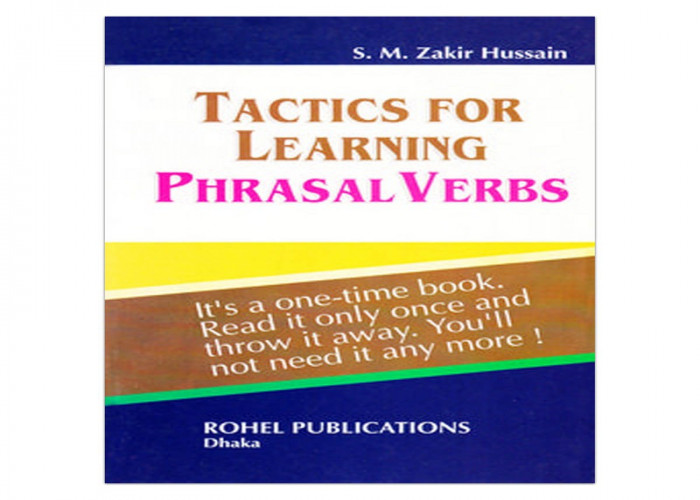 S. M. Zakir Hussain
TACTICS FOR
LEARNING
PHRASAL VERBS
It's a one-time book.
Read it only once and
throw it away. You'll
not need it any more !
ROHEL PUBLICATIONS
Dhaka